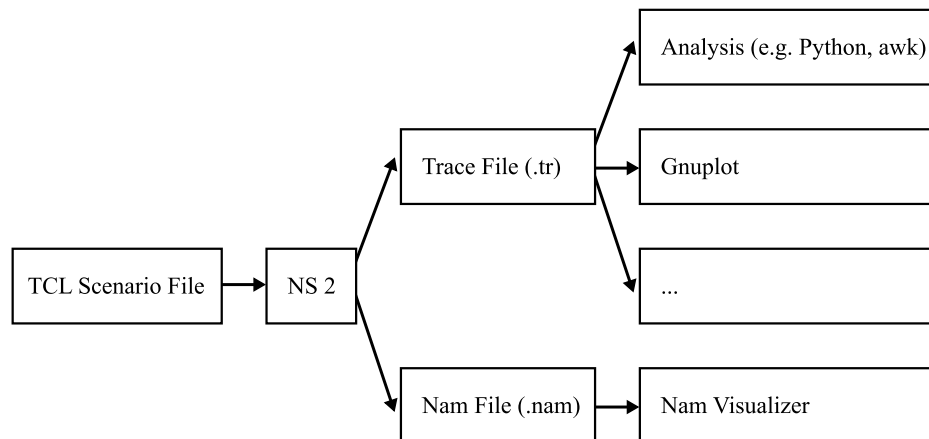 Analysis (e.g. Python, awk)
Trace File (.tr)
Gnuplot
TCL Scenario File
NS 2
...
Nam File (.nam)
Nam Visualizer